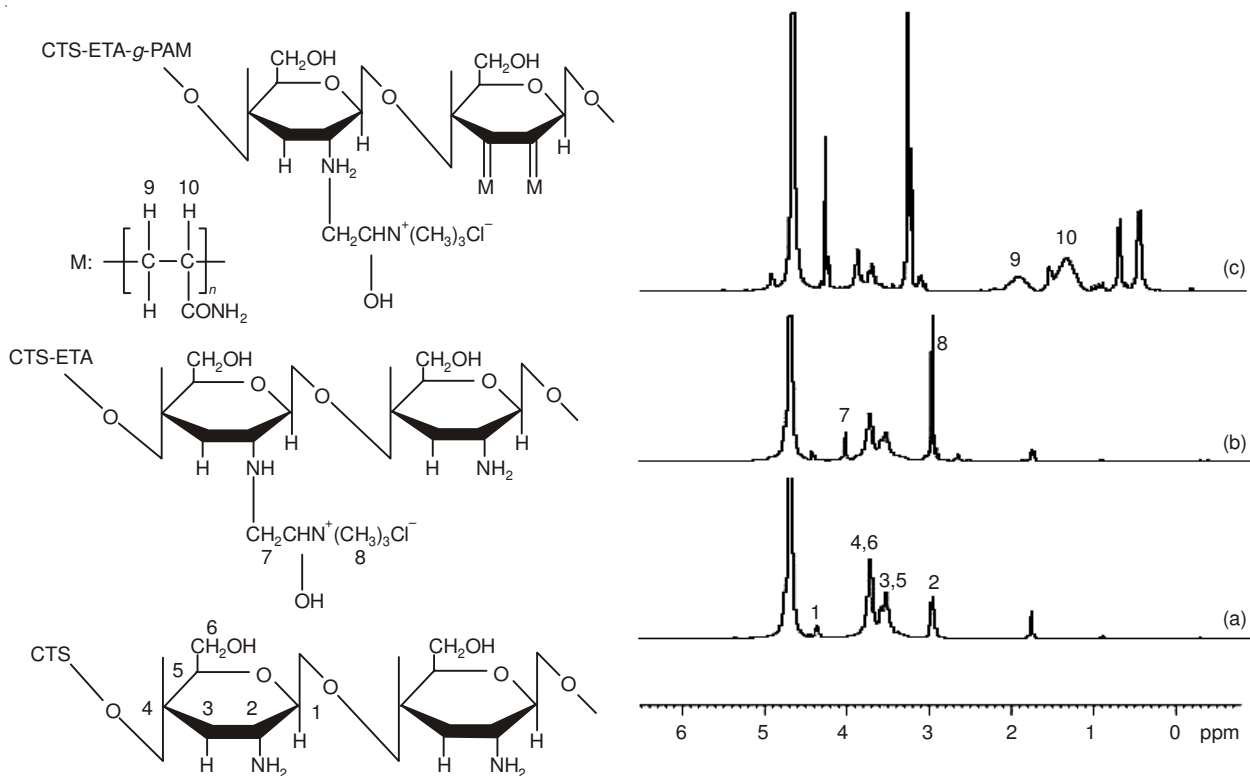 CTS-ETA-g-PAM
CH₂OH
CH₂OH
O
O
O
O
O
O
H
H
NH₂
H
M
M
9
10
H
H
M:
C
C
n
H
CONH₂
CH₂CHN⁺(CH₃)₃Cl⁻
OH
CTS-ETA
CH₂OH
CH₂OH
O
O
O
O
O
O
H
H
NH
H
H
NH₂
CH₂CHN⁺(CH₃)₃Cl⁻
7
8
OH
CTS
6
CH₂OH
CH₂OH
5
O
O
O
O
O
4
3
2
1
O
H
H
NH₂
H
H
NH₂
9
10
(c)
7
8
(b)
1
4,6
3,5
2
(a)
6
5
4
3
2
1
0
ppm